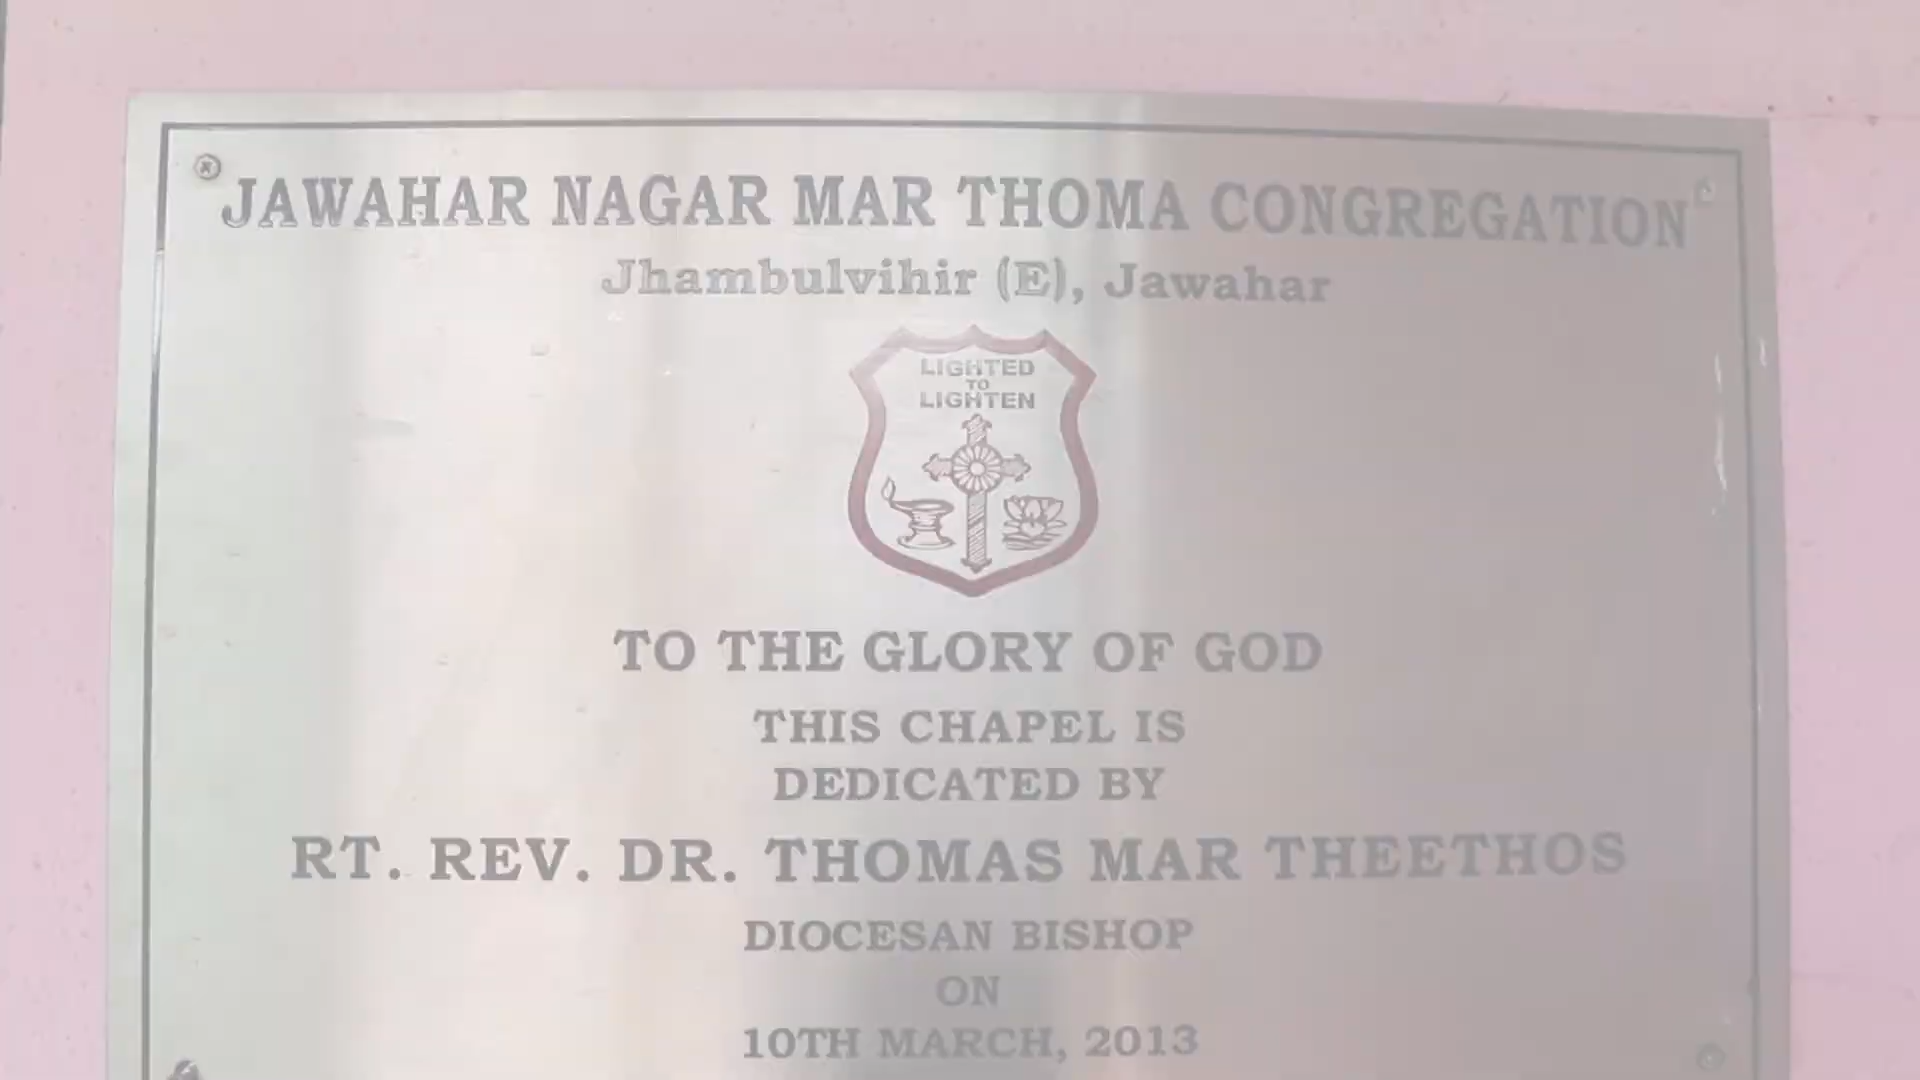 JAWAHAR NAGAR MAR THOMA CONGREGATION
Jhambulvihir (E), Jawahar
LIGHTED
TO
LIGHTEN
TO THE GLORY OF GOD
THIS CHAPEL IS
DEDICATED BY
RT. REV. DR. THOMAS MAR THEETHOS
DIOCESAN BISHOP
ON
10TH MARCH, 2013